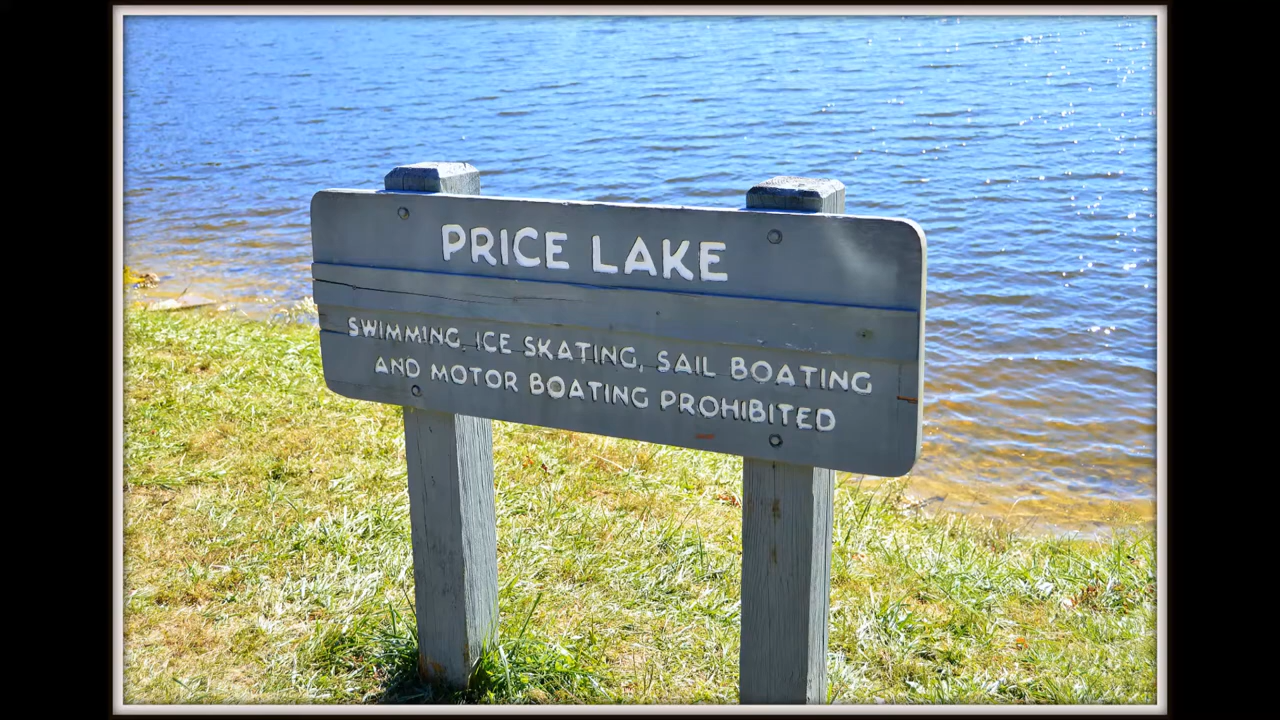 PRICE LAKE
SWIMMING, ICE SKATING, SAIL BOATING
AND MOTOR BOATING PROHIBITED